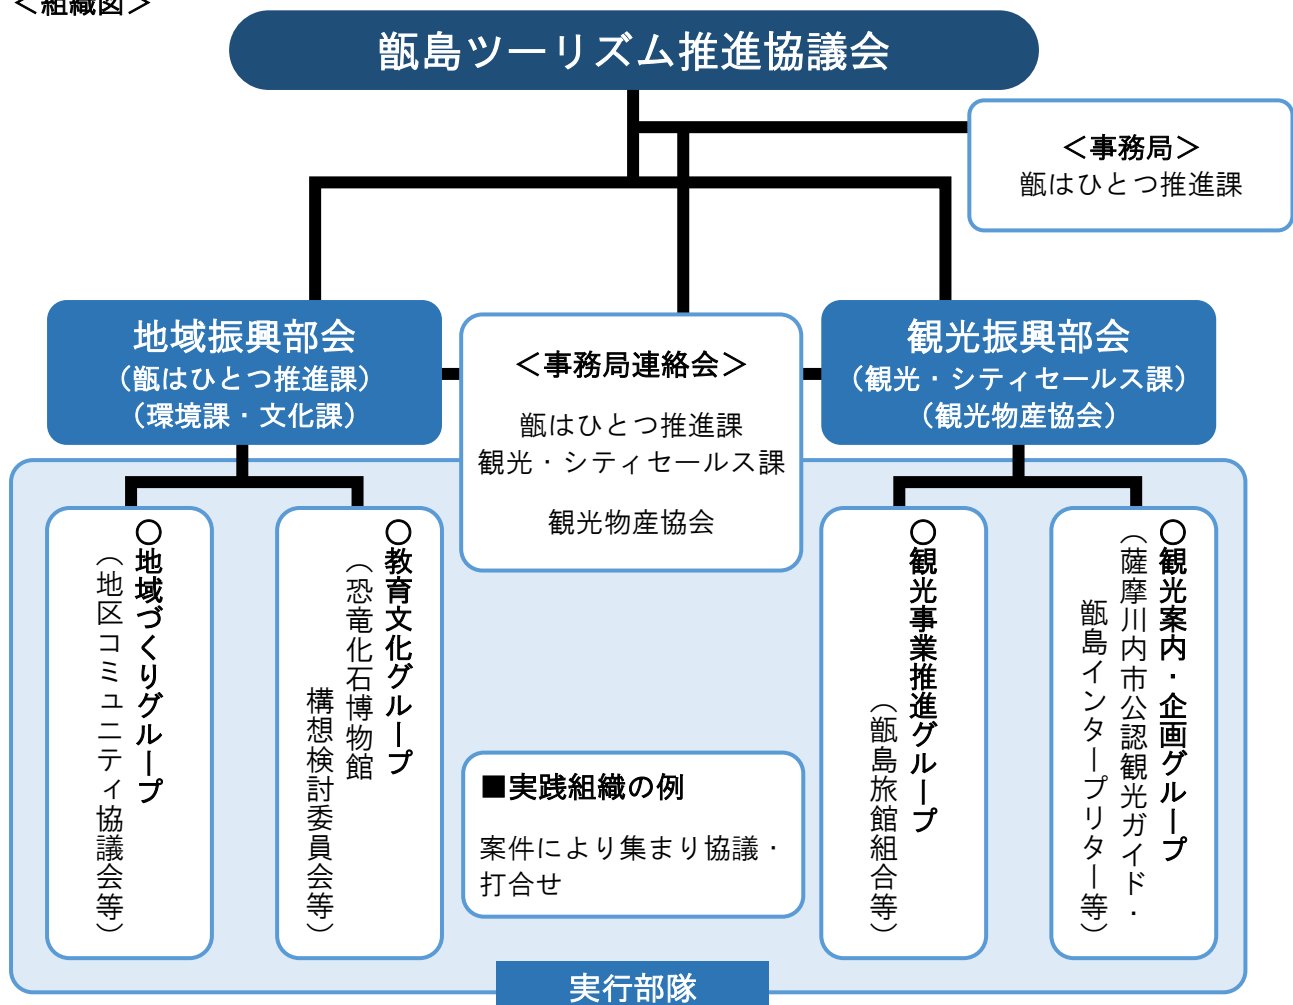 ＜組織図＞
甑島ツーリズム推進協議会
＜事務局＞
甑はひとつ推進課
地域振興部会
（甑はひとつ推進課）
（環境課・文化課）
＜事務局連絡会＞
甑はひとつ推進課
観光・シティセールス課
観光物産協会
観光振興部会
（観光・シティセールス課）
（観光物産協会）
〇地域づくりグループ
（地区コミュニティ協議会等）
〇教育文化グループ
（恐竜化石博物館
構想検討委員会等）
■実践組織の例
案件により集まり協議・
打合せ
〇観光事業推進グループ
（甑島旅館組合等）
〇観光案内・企画グループ
（薩摩川内市公認観光ガイド・
甑島インタープリター等）
実行部隊